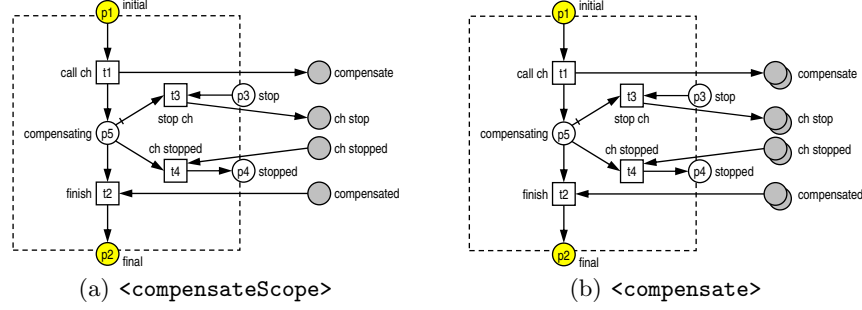 p1 initial
call ch t1 compensate
t3 p3 stop
stop ch ch stop
compensating p5
ch stopped ch stopped
t4 p4 stopped
finish t2 compensated
p2 final
(a) <compensateScope>
p1 initial
call ch t1 compensate
t3 p3 stop
stop ch ch stop
compensating p5
ch stopped ch stopped
t4 p4 stopped
finish t2 compensated
p2 final
(b) <compensate>